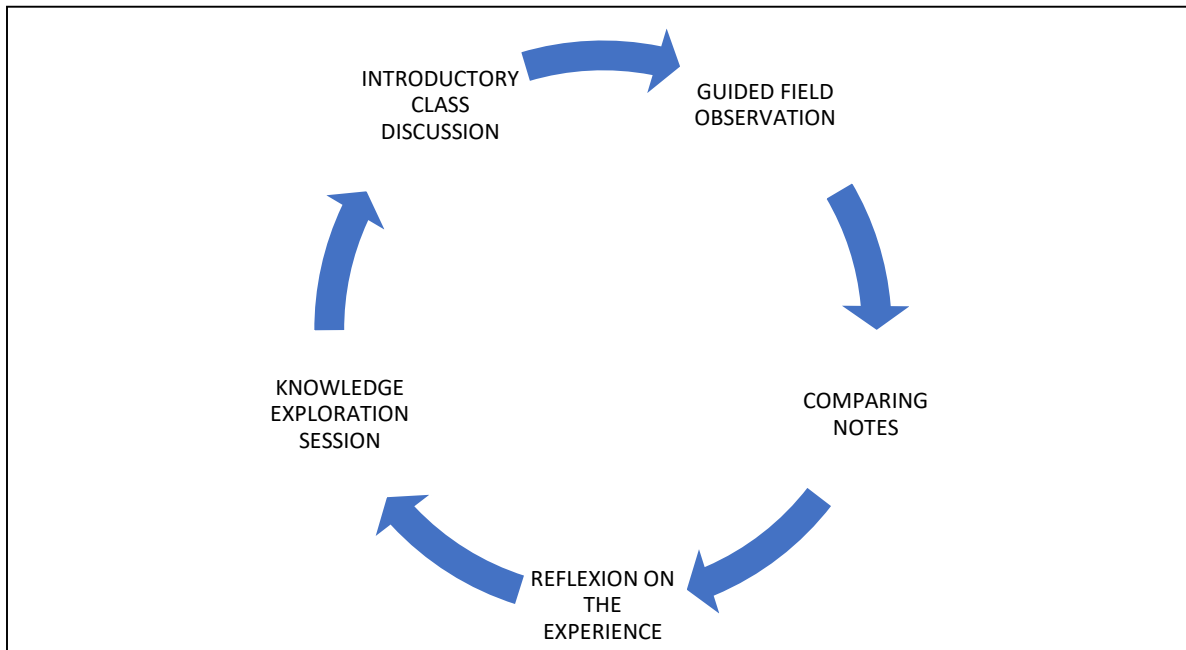 INTRODUCTORY
CLASS
DISCUSSION
GUIDED FIELD
OBSERVATION
COMPARING
NOTES
REFLEXION ON
THE
EXPERIENCE
KNOWLEDGE
EXPLORATION
SESSION